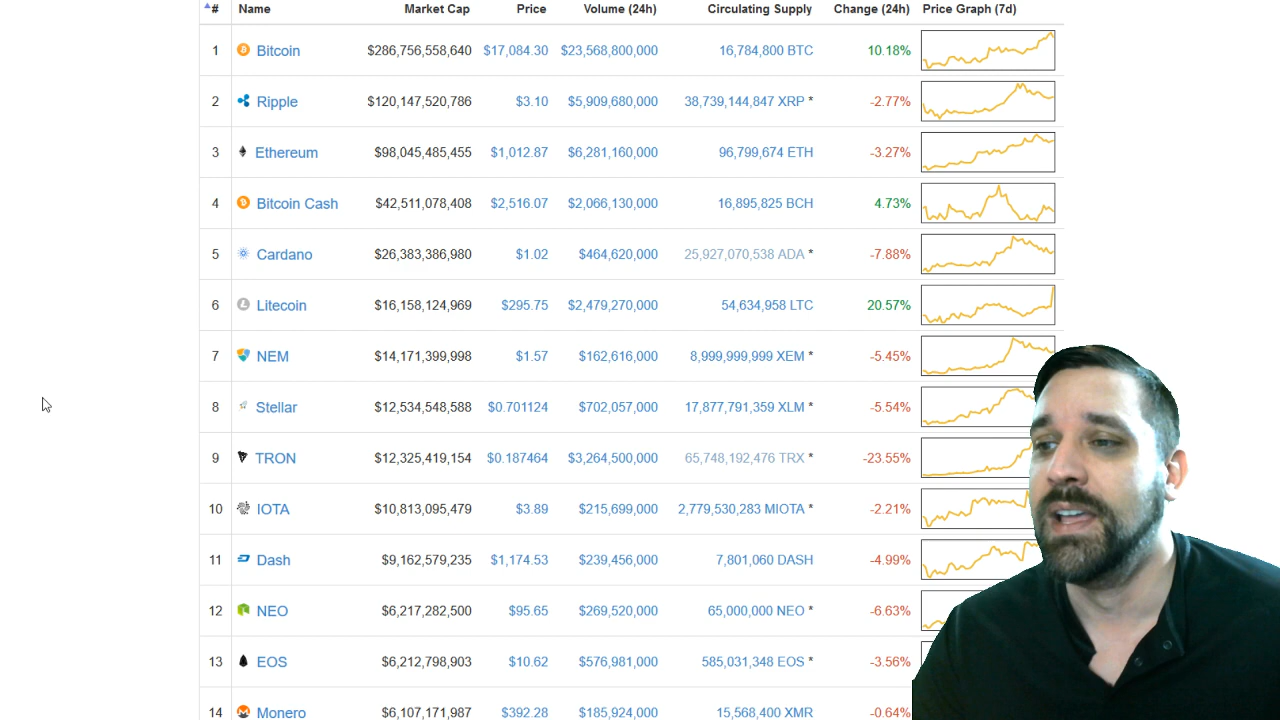 # Name Market Cap Price Volume (24h) Circulating Supply Change (24h) Price Graph (7d)
1 Bitcoin $286,756,558,640 $17,084.30 $23,568,800,000 16,784,800 BTC 10.18%
2 Ripple $120,147,520,786 $3.10 $5,909,680,000 38,739,144,847 XRP * -2.77%
3 Ethereum $98,045,485,455 $1,012.87 $6,281,160,000 96,799,674 ETH -3.27%
4 Bitcoin Cash $42,511,078,408 $2,516.07 $2,066,130,000 16,895,825 BCH 4.73%
5 Cardano $26,383,386,980 $1.02 $464,620,000 25,927,070,538 ADA * -7.88%
6 Litecoin $16,158,124,969 $295.75 $2,479,270,000 54,634,958 LTC 20.57%
7 NEM $14,171,399,998 $1.57 $162,616,000 8,999,999,999 XEM * -5.45%
8 Stellar $12,534,548,588 $0.701124 $702,057,000 17,877,791,359 XLM * -5.54%
9 TRON $12,325,419,154 $0.187464 $3,264,500,000 65,748,192,476 TRX * -23.55%
10 IOTA $10,813,095,479 $3.89 $215,699,000 2,779,530,283 MIOTA * -2.21%
11 Dash $9,162,579,235 $1,174.53 $239,456,000 7,801,060 DASH -4.99%
12 NEO $6,217,282,500 $95.65 $269,520,000 65,000,000 NEO * -6.63%
13 EOS $6,212,798,903 $10.62 $576,981,000 585,031,348 EOS * -3.56%
14 Monero $6,107,171,987 $392.28 $185,924,000 15,568,400 XMR -0.64%